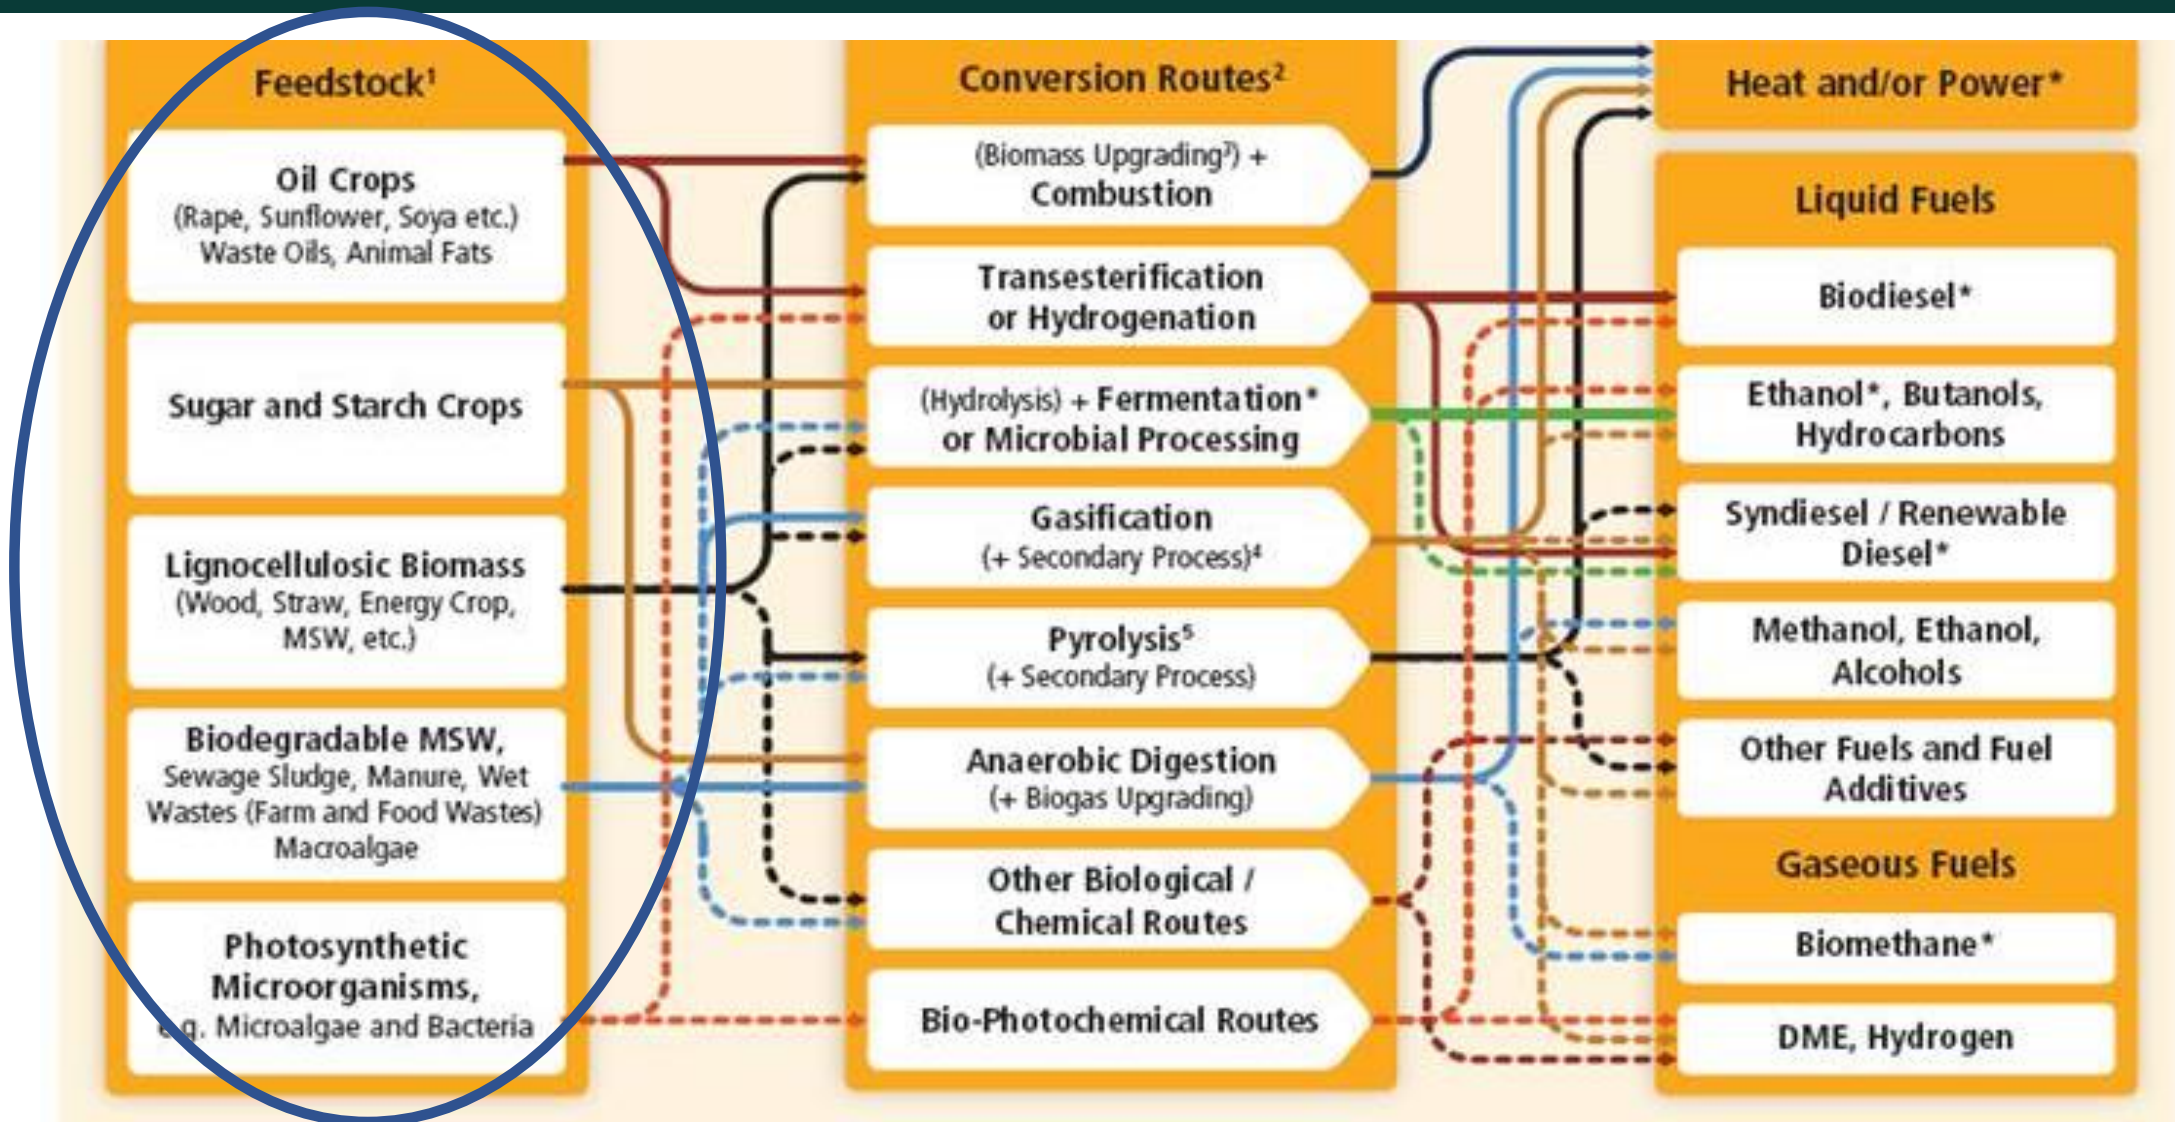 Feedstock¹
Oil Crops
(Rape, Sunflower, Soya etc.)
Waste Oils, Animal Fats
Sugar and Starch Crops
Lignocellulosic Biomass
(Wood, Straw, Energy Crop,
MSW, etc.)
Biodegradable MSW,
Sewage Sludge, Manure, Wet
Wastes (Farm and Food Wastes)
Macroalgae
Photosynthetic
Microorganisms,
e.g. Microalgae and Bacteria
Conversion Routes²
(Biomass Upgrading³) +
Combustion
Transesterification
or Hydrogenation
(Hydrolysis) + Fermentation*
or Microbial Processing
Gasification
(+ Secondary Process)⁴
Pyrolysis⁵
(+ Secondary Process)
Anaerobic Digestion
(+ Biogas Upgrading)
Other Biological /
Chemical Routes
Bio-Photochemical Routes
Heat and/or Power*
Liquid Fuels
Biodiesel*
Ethanol*, Butanols,
Hydrocarbons
Syndiesel / Renewable
Diesel*
Methanol, Ethanol,
Alcohols
Other Fuels and Fuel
Additives
Gaseous Fuels
Biomethane*
DME, Hydrogen